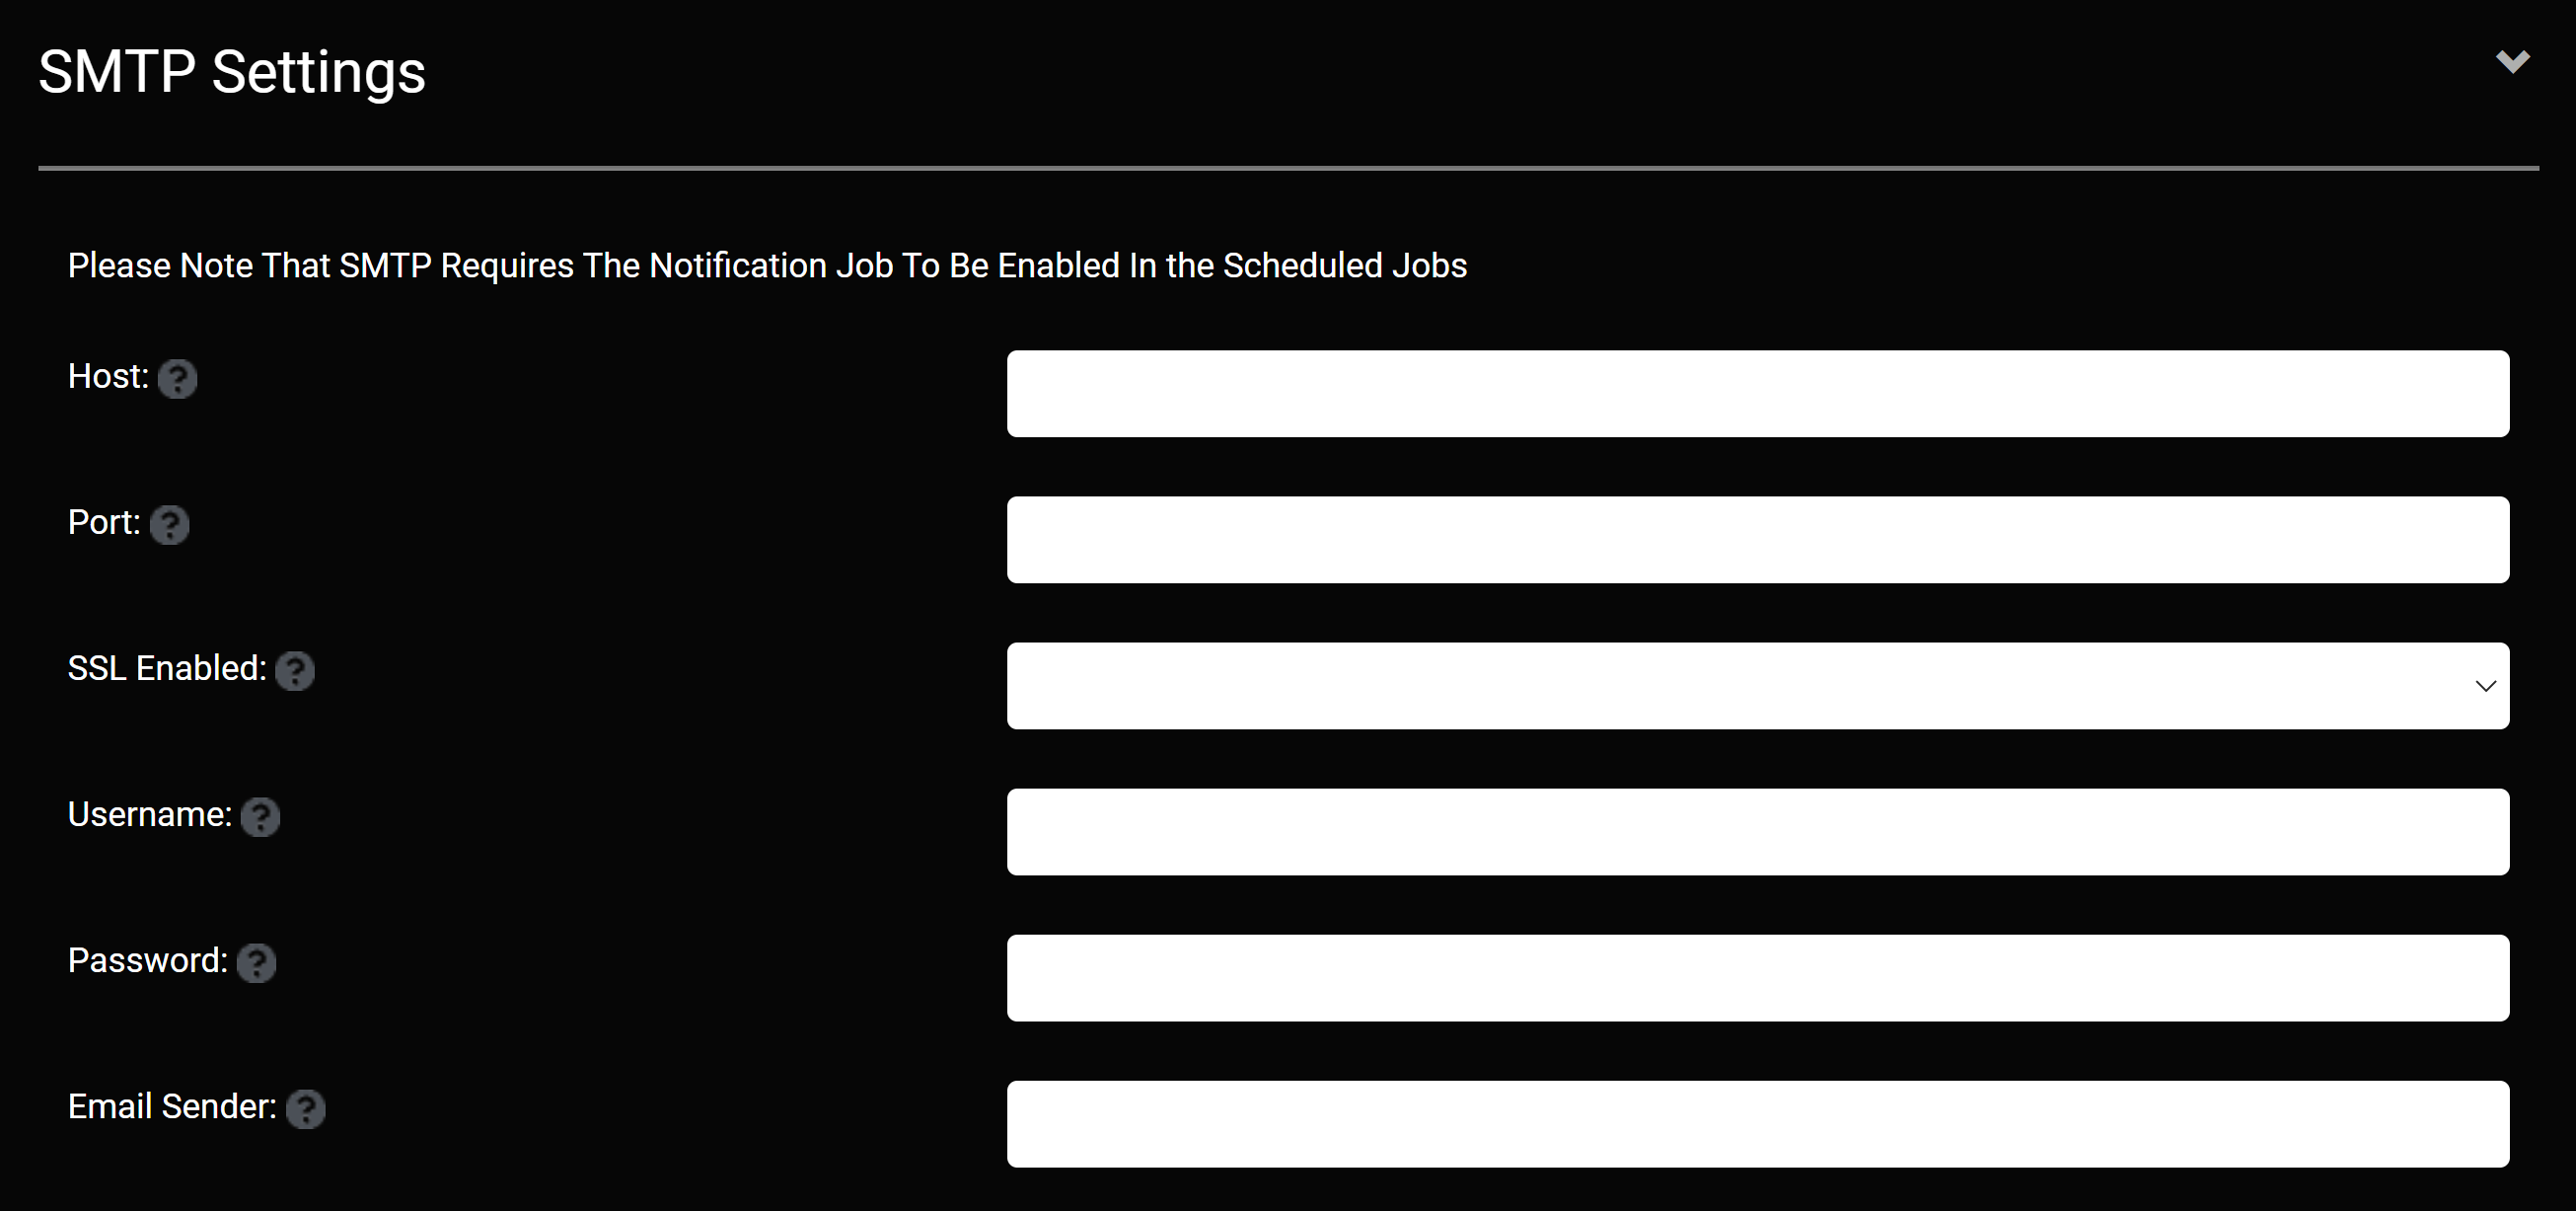 SMTP Settings
Please Note That SMTP Requires The Notification Job To Be Enabled In the Scheduled Jobs
Host: ?
Port: ?
SSL Enabled: ?
Username: ?
Password: ?
Email Sender: ?